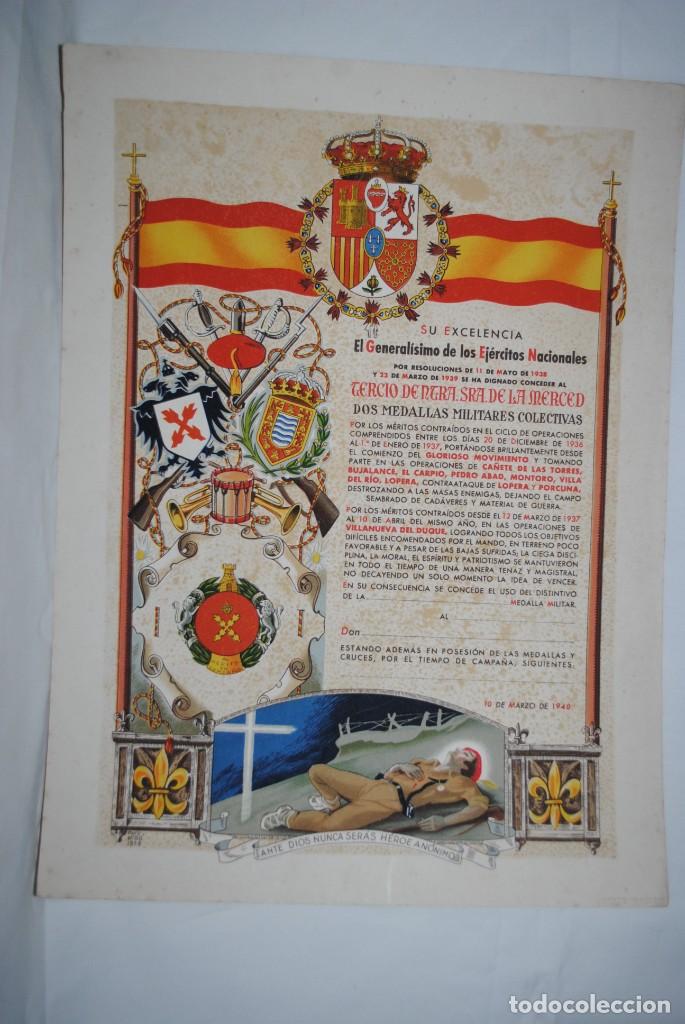 SU EXCELENCIA
El Generalísimo de los Ejércitos Nacionales
POR RESOLUCIONES DE 11 DE MAYO DE 1938
Y 23 DE MARZO DE 1939 SE HA DIGNADO CONCEDER AL
TERCIO DE NTRA. SRA. DE LA MERCED
DOS MEDALLAS MILITARES COLECTIVAS
POR LOS MÉRITOS CONTRAÍDOS EN EL CICLO DE OPERACIONES
COMPRENDIDOS ENTRE LOS DÍAS 20 DE DICIEMBRE DE 1936
AL 1º DE ENERO DE 1937, PORTÁNDOSE BRILLANTEMENTE DESDE
EL COMIENZO DEL GLORIOSO MOVIMIENTO Y TOMANDO
PARTE EN LAS OPERACIONES DE CAÑETE DE LAS TORRES,
BUJALANCE, EL CARPIO, PEDRO ABAD, MONTORO, VILLA
DEL RÍO, LOPERA, CONTRAATAQUE DE LOPERA Y PORCUNA,
DESTROZANDO A LAS MASAS ENEMIGAS, DEJANDO EL CAMPO
SEMBRADO DE CADÁVERES Y MATERIAL DE GUERRA.
POR LOS MÉRITOS CONTRAÍDOS DESDE EL 12 DE MARZO DE 1937
AL 10 DE ABRIL DEL MISMO AÑO, EN LAS OPERACIONES DE
VILLANUEVA DEL DUQUE, LOGRANDO TODOS LOS OBJETIVOS
DIFÍCILES ENCOMENDADOS POR EL MANDO, EN TERRENO POCO
FAVORABLE Y A PESAR DE LAS BAJAS SUFRIDAS; LA CIEGA DISCI-
PLINA, LA MORAL, EL ESPÍRITU Y PATRIOTISMO SE MANTUVIERON
EN TODO EL TIEMPO DE UNA MANERA TENAZ Y MAGISTRAL,
NO DECAYENDO UN SOLO MOMENTO LA IDEA DE VENCER.
EN SU CONSECUENCIA SE CONCEDE EL USO DEL DISTINTIVO
DE LA MEDALLA MILITAR.
AL
DON
ESTANDO ADEMÁS EN POSESIÓN DE LAS MEDALLAS Y
CRUCES, POR EL TIEMPO DE CAMPAÑA, SIGUIENTES.
10 DE MARZO DE 1940
ANTE DIOS NUNCA SERÁS HÉROE ANÓNIMO
todocoleccion